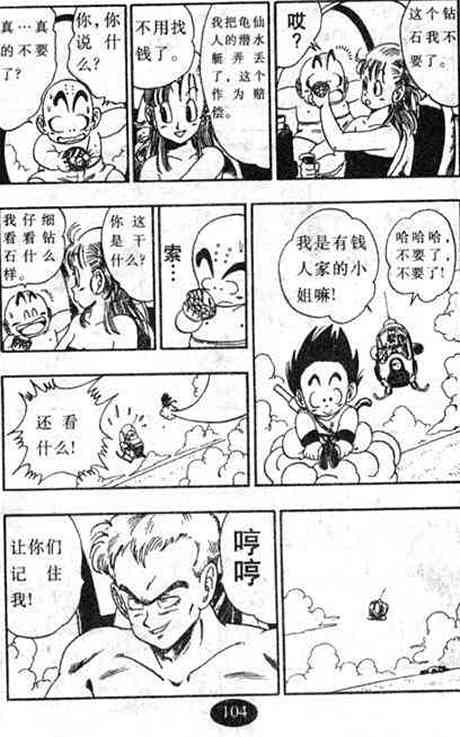 这个钻
石我不
要了。
哎?
我把龟仙
人的潜水
艇弄丢
了,这个
作为赔
偿。
不用找
钱了。
你,你
说什
么?
真…真
的不要
了?
哈哈哈,
不要了,
不要了!
我是有钱
人家的小
姐嘛!
索…
你这
是干
什么?
我仔细
看看钻
石什么
样。
还看
什么!
哼
哼
让你们
记住
我!
104